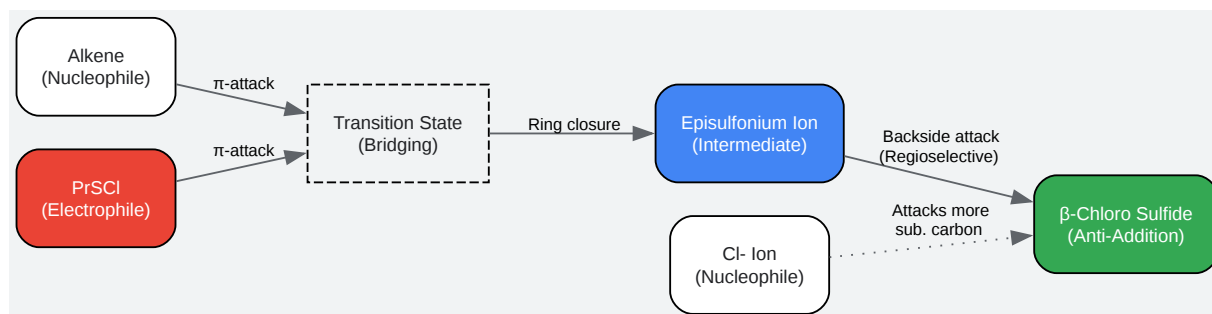 Alkene
(Nucleophile)
π-attack
PrSCl
(Electrophile)
π-attack
Transition State
(Bridging)
Ring closure
Episulfonium Ion
(Intermediate)
Backside attack
(Regioselective)
Cl- Ion
(Nucleophile)
Attacks more
sub. carbon
β-Chloro Sulfide
(Anti-Addition)